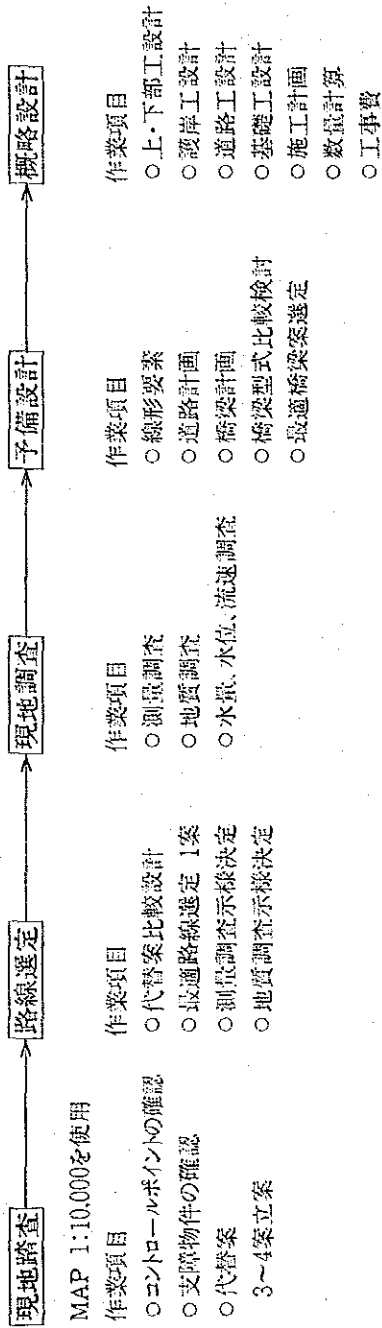 現地踏査
MAP 1:10,000を使用
作業項目
○コントロールポイントの確認
○支障物件の確認
○代替案
3~4案立案
路線選定
作業項目
○代替案比較設計
○最適路線選定 1案
○測量調査示様決定
○地質調査示様決定
現地調査
作業項目
○測量調査
○地質調査
○水量、水位、流速調査
予備設計
作業項目
○線形要素
○道路計画
○橋梁計画
○橋梁型式比較検討
○最適橋梁案選定
概略設計
作業項目
○上・下部工設計
○護岸工設計
○道路工設計
○基礎工設計
○施工計画
○数量計算
○工事費